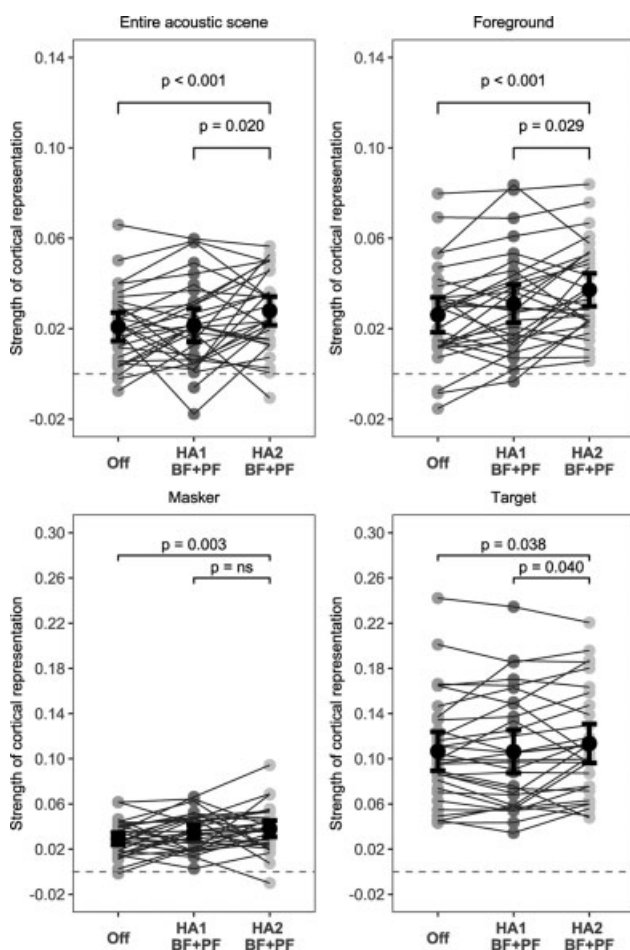 Entire acoustic scene
Strength of cortical representation
0.14
0.10
0.06
0.02
-0.02
p < 0.001
p = 0.020
Off
HA1
BF+PF
HA2
BF+PF
Foreground
Strength of cortical representation
0.14
0.10
0.06
0.02
-0.02
p < 0.001
p = 0.029
Off
HA1
BF+PF
HA2
BF+PF
Masker
Strength of cortical representation
0.30
0.26
0.22
0.18
0.14
0.10
0.06
0.02
-0.02
p = 0.003
p = ns
Off
HA1
BF+PF
HA2
BF+PF
Target
Strength of cortical representation
0.30
0.26
0.22
0.18
0.14
0.10
0.06
0.02
-0.02
p = 0.038
p = 0.040
Off
HA1
BF+PF
HA2
BF+PF